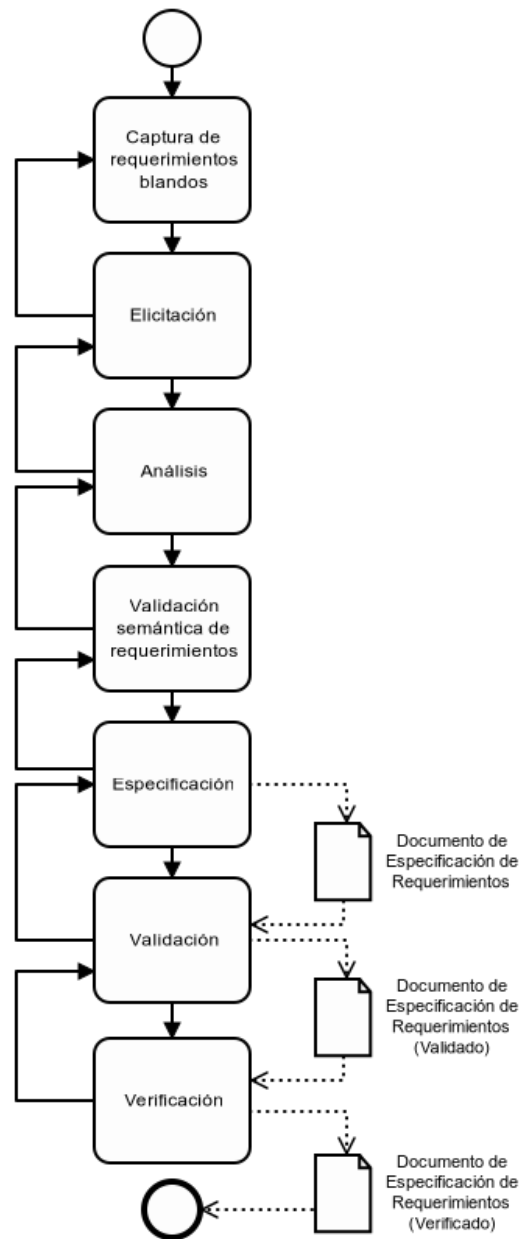 Captura de
requerimientos
blandos
Elicitación
Análisis
Validación
semántica de
requerimientos
Especificación
Documento de
Especificación de
Requerimientos
Validación
Documento de
Especificación de
Requerimientos
(Validado)
Verificación
Documento de
Especificación de
Requerimientos
(Verificado)